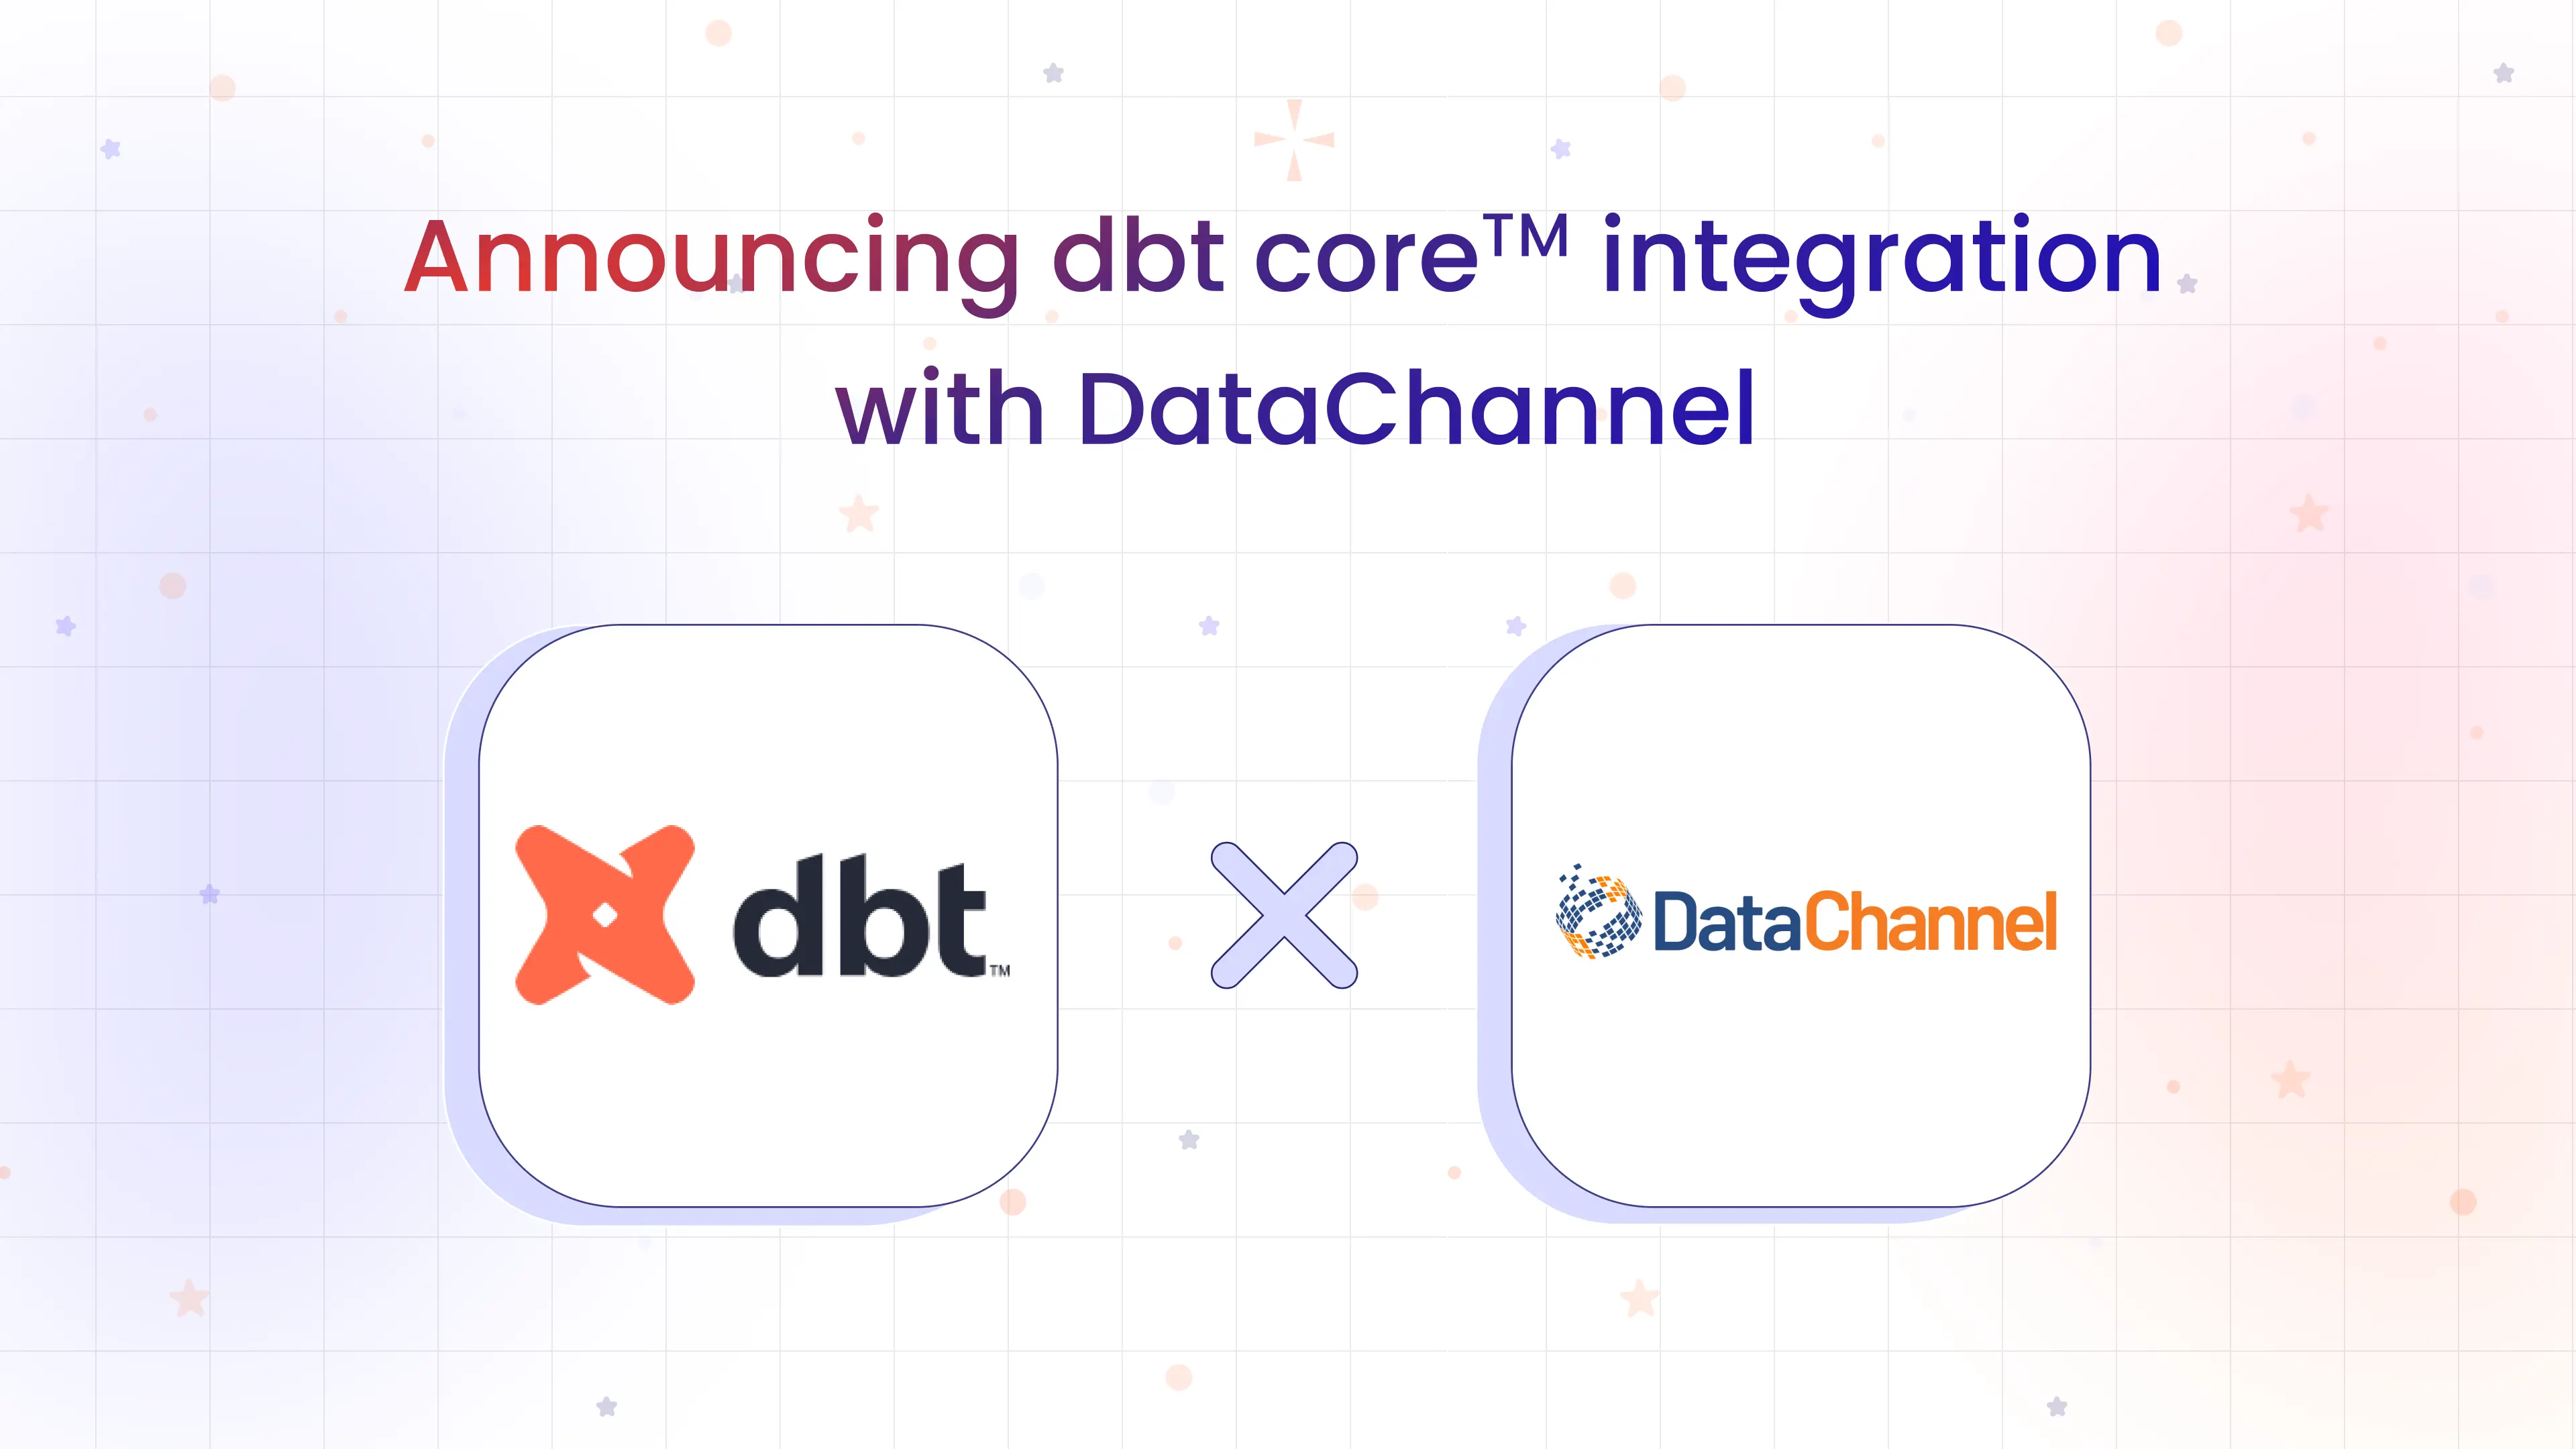 Announcing dbt core™ integration
with DataChannel
dbt™
DataChannel